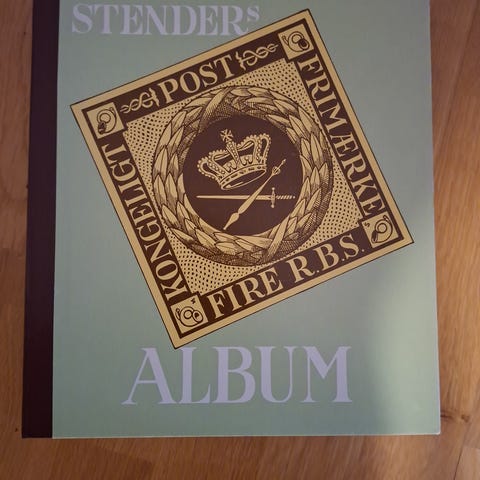 STENDERs
KONGELIGT
POST
FRIMÆRKE
FIRE R.B.S.
ALBUM